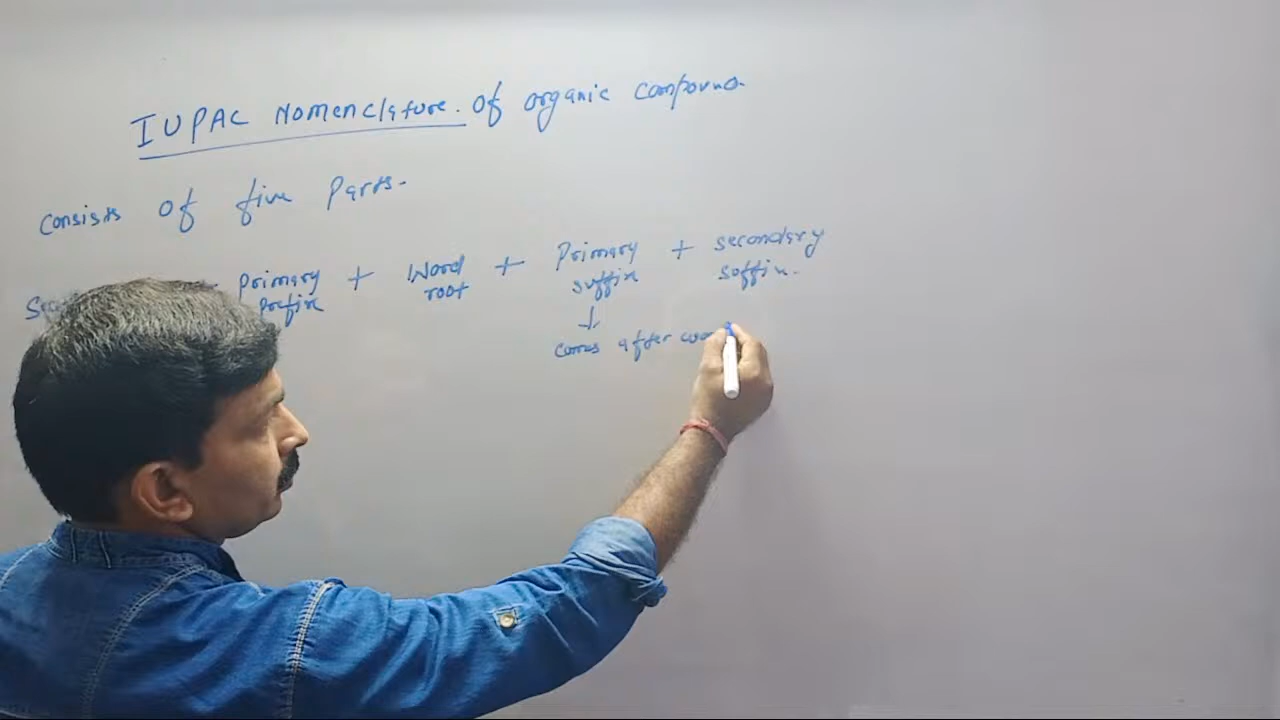 IUPAC Nomenclature. Of organic compound.
Consists of five Parts.
Primary + Word + Primary + secondary
Prefix root suffix suffix.
↓
Comes after